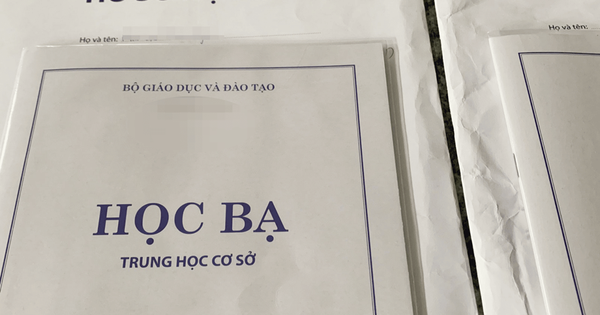 Họ và tên:
Họ và tên:
BỘ GIÁO DỤC VÀ ĐÀO TẠO
HỌC BẠ
TRUNG HỌC CƠ SỞ